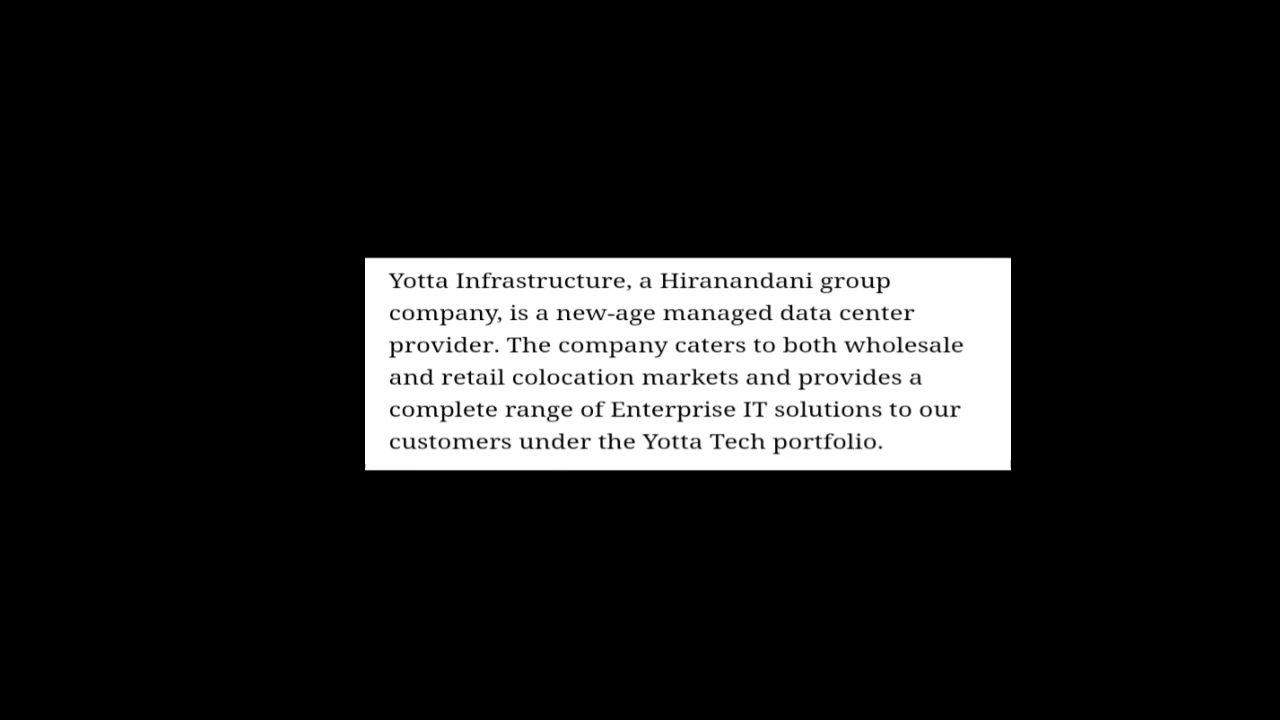 Yotta Infrastructure, a Hiranandani group
company, is a new-age managed data center
provider. The company caters to both wholesale
and retail colocation markets and provides a
complete range of Enterprise IT solutions to our
customers under the Yotta Tech portfolio.